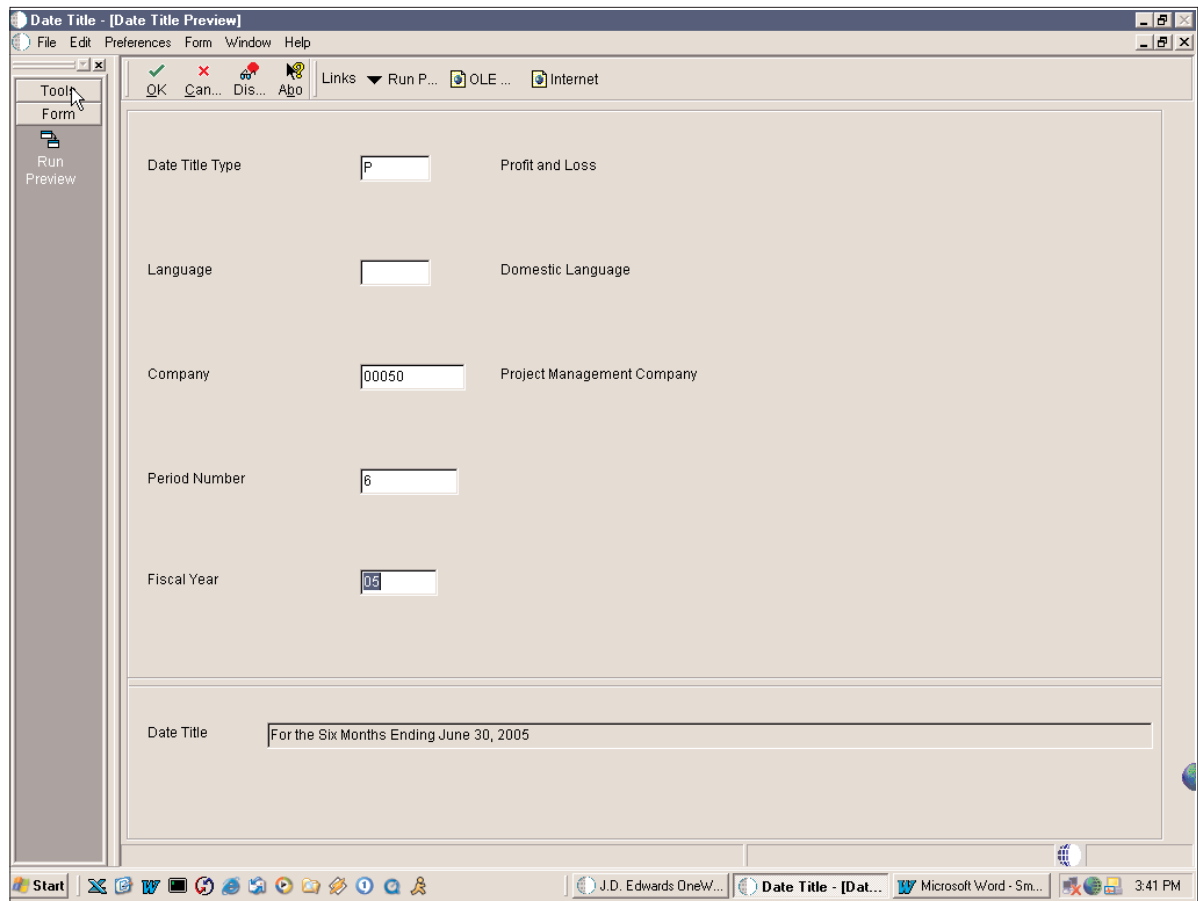 Date Title - [Date Title Preview]
File Edit Preferences Form Window Help
OK Can... Dis... Abo Links Run P... OLE ... Internet
Tools
Form
Run
Preview
Date Title Type P Profit and Loss
Language Domestic Language
Company 00050 Project Management Company
Period Number 6
Fiscal Year 05
Date Title For the Six Months Ending June 30, 2005
Start J.D. Edwards OneW... Date Title - [Dat... Microsoft Word - Sm... 3:41 PM